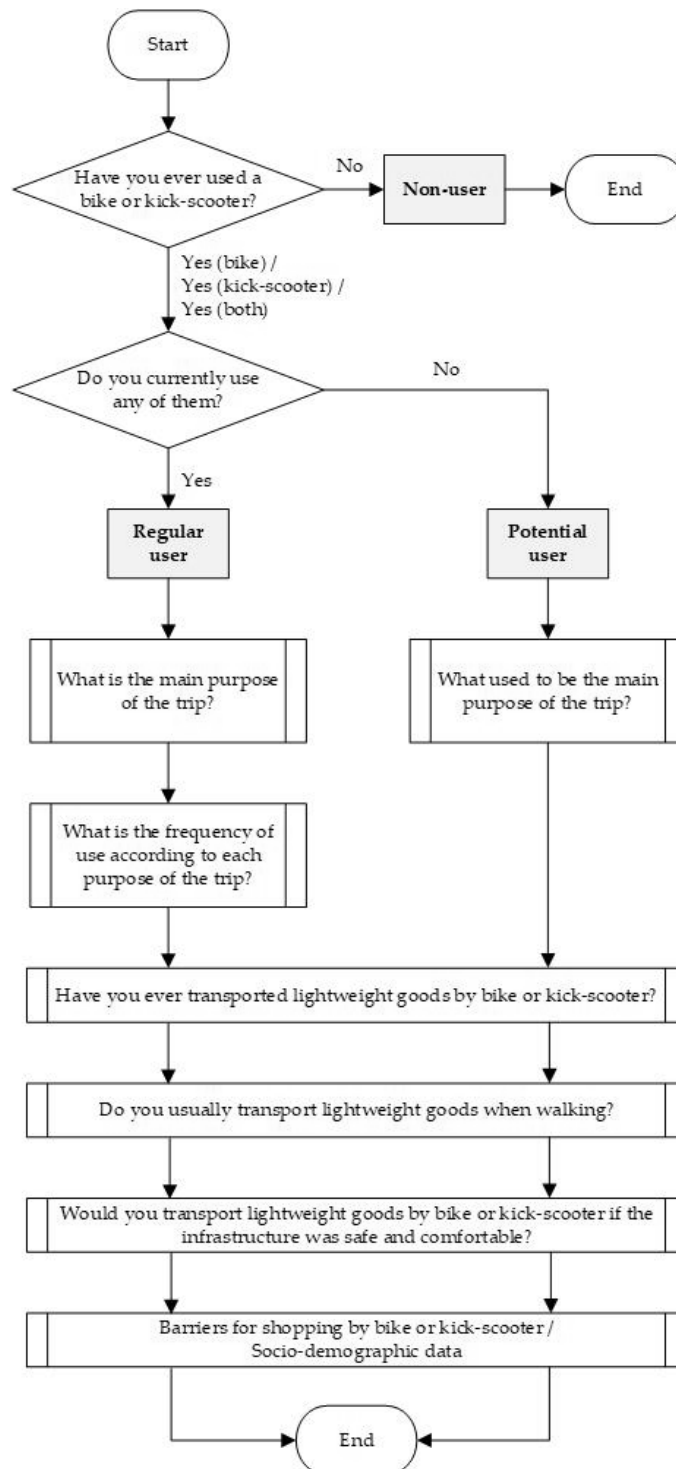 Start
Have you ever used a
bike or kick-scooter?
No
Non-user
End
Yes (bike) /
Yes (kick-scooter) /
Yes (both)
Do you currently use
any of them?
No
Yes
Regular
user
Potential
user
What is the main purpose
of the trip?
What used to be the main
purpose of the trip?
What is the frequency of
use according to each
purpose of the trip?
Have you ever transported lightweight goods by bike or kick-scooter?
Do you usually transport lightweight goods when walking?
Would you transport lightweight goods by bike or kick-scooter if the
infrastructure was safe and comfortable?
Barriers for shopping by bike or kick-scooter /
Socio-demographic data
End